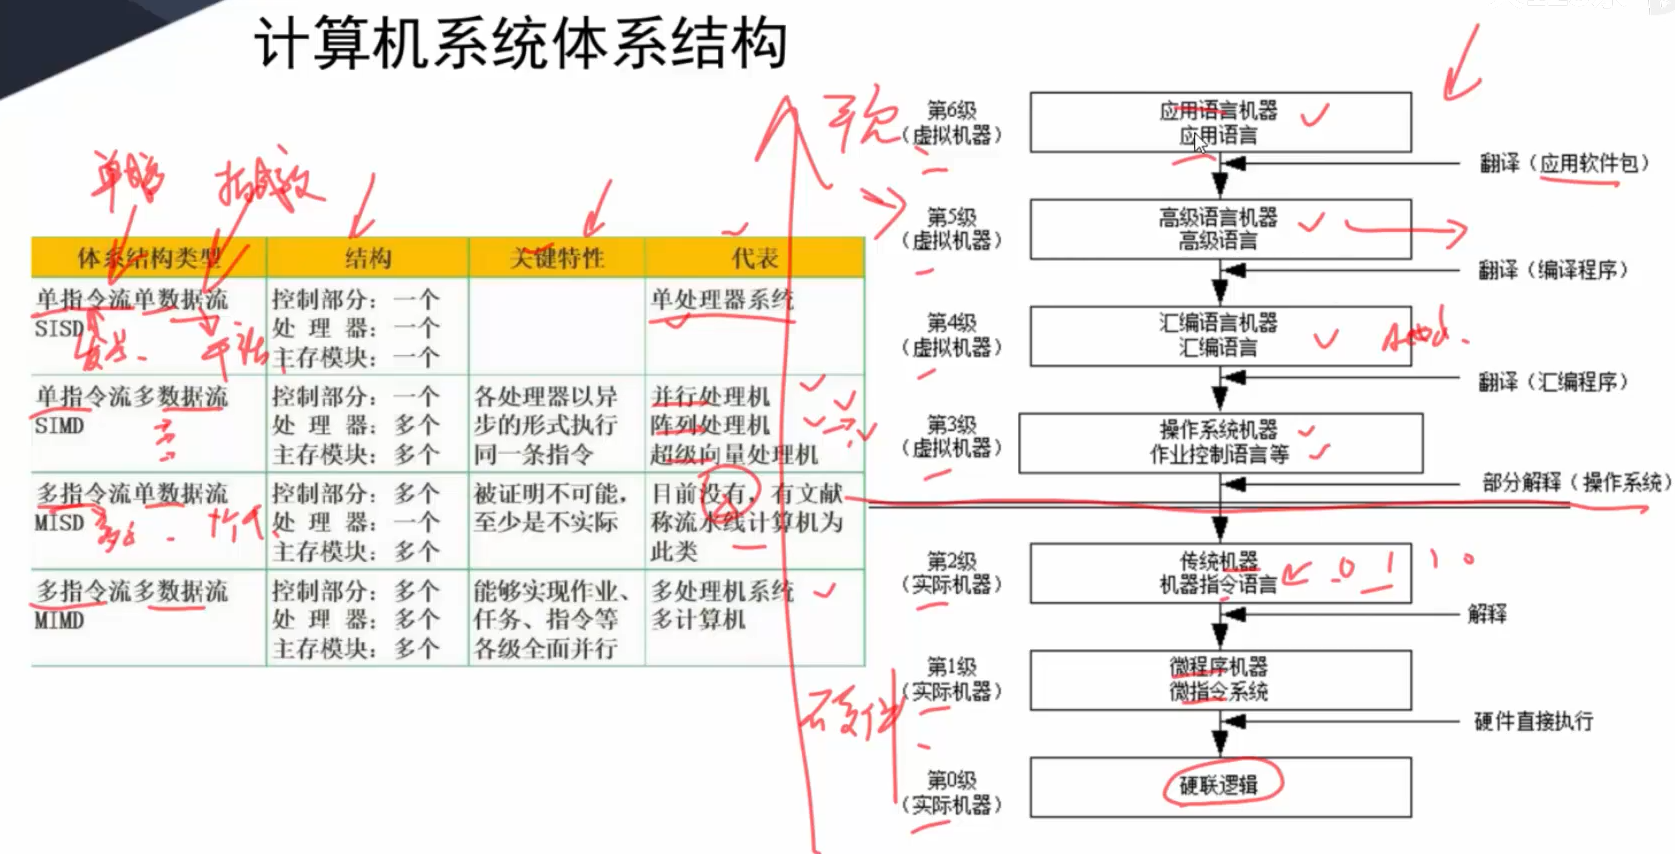 计算机系统体系结构
体系结构类型 结构 关键特性 代表
单指令流单数据流
SISD
控制部分：一个
处 理 器：一个
主存模块：一个
单处理器系统
单指令流多数据流
SIMD
控制部分：一个
处 理 器：多个
主存模块：多个
各处理器以异
步的形式执行
同一条指令
并行处理机
阵列处理机
超级向量处理机
多指令流单数据流
MISD
控制部分：多个
处 理 器：一个
主存模块：多个
被证明不可能，
至少是不实际
目前没有，有文献
称流水线计算机为
此类
多指令流多数据流
MIMD
控制部分：多个
处 理 器：多个
主存模块：多个
能够实现作业、
任务、指令等
各级全面并行
多处理机系统
多计算机
第6级
（虚拟机器）
应用语言机器
应用语言
翻译（应用软件包）
第5级
（虚拟机器）
高级语言机器
高级语言
翻译（编译程序）
第4级
（虚拟机器）
汇编语言机器
汇编语言
翻译（汇编程序）
第3级
（虚拟机器）
操作系统机器
作业控制语言等
部分解释（操作系统）
第2级
（实际机器）
传统机器
机器指令语言
0 1 1 0
解释
第1级
（实际机器）
微程序机器
微指令系统
硬件直接执行
第0级
（实际机器）
硬联逻辑